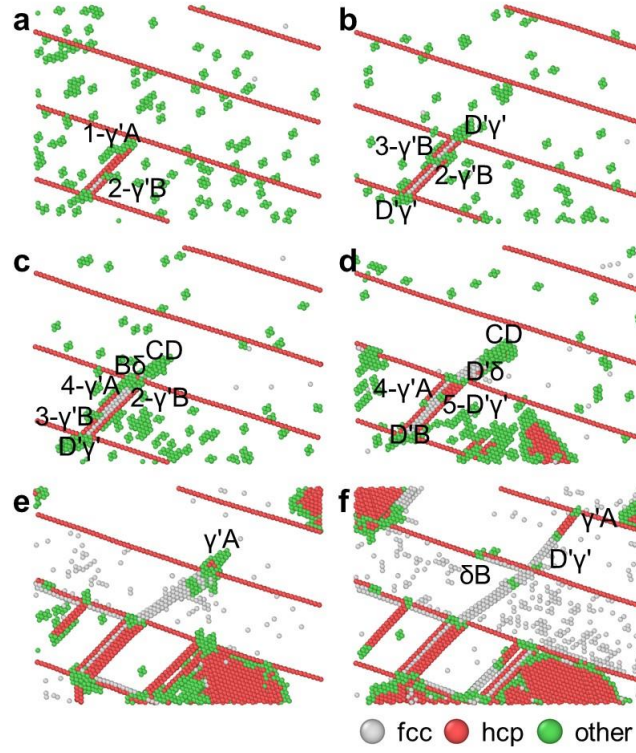 a
1-γ'A
2-γ'B
b
D'γ'
3-γ'B
2-γ'B
D'γ'
c
Bδ
CD
4-γ'A
2-γ'B
3-γ'B
D'γ'
d
CD
D'δ
4-γ'A
5-D'γ'
D'B
e
γ'A
f
γ'A
D'γ'
δB
fcc
hcp
other